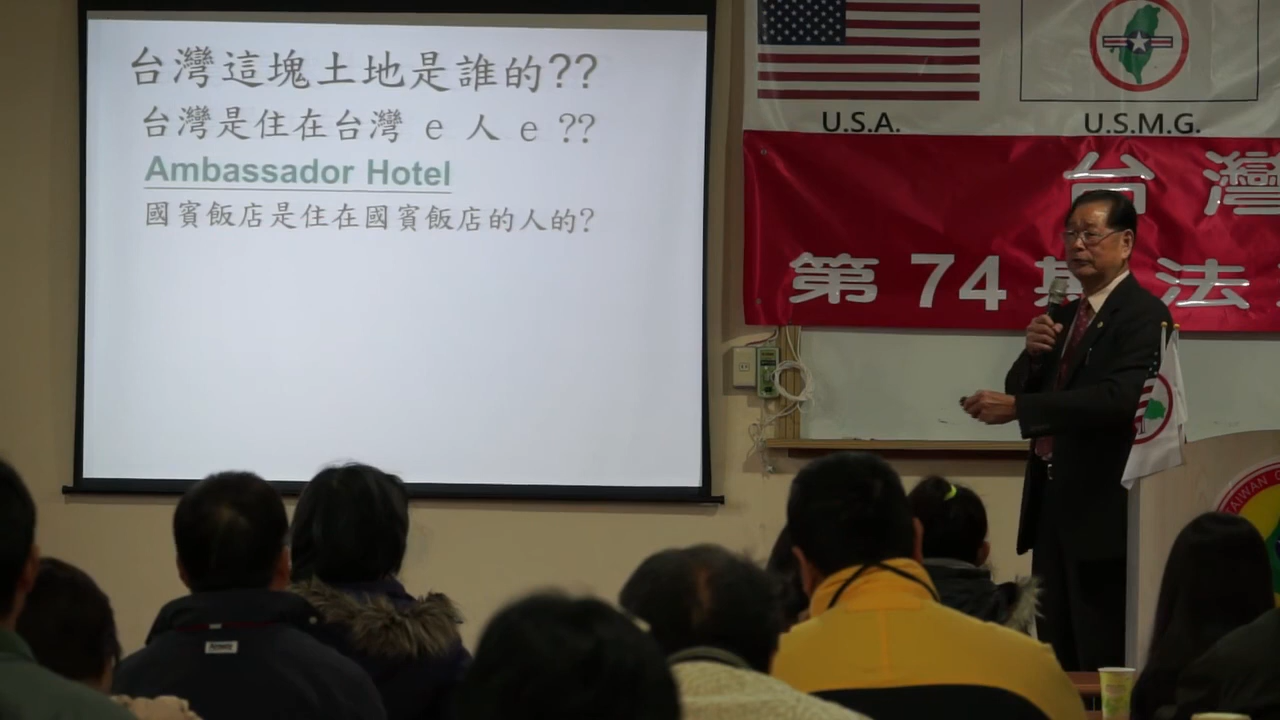 台灣這塊土地是誰的??
台灣是住在台灣 e 人 e ??
Ambassador Hotel
國賓飯店是住在國賓飯店的人的?
U.S.A.
U.S.M.G.
台灣
第 74 基 法
TAIWAN